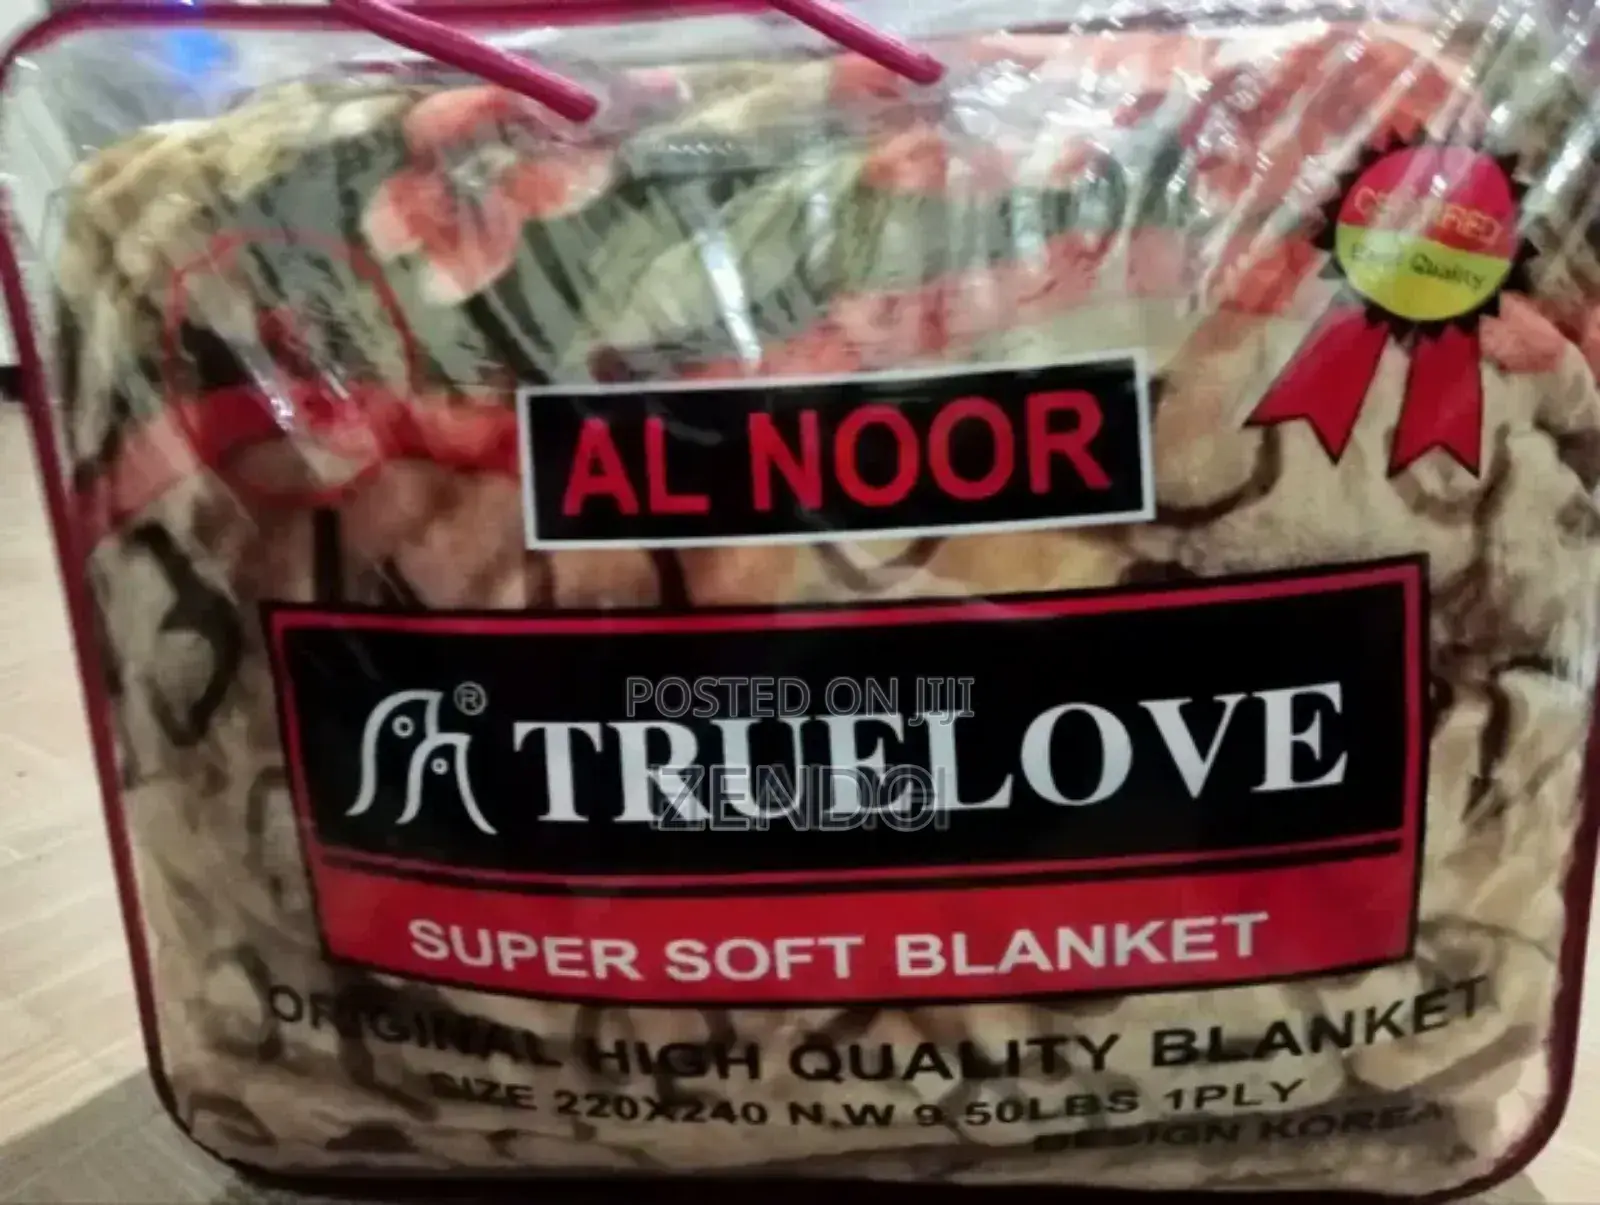 CERTIFIED
Best Quality
AL NOOR
®
TRUELOVE
POSTED ON JIJI
SUPER SOFT BLANKET
ORIGINAL HIGH QUALITY BLANKET
SIZE 220X240 N.W 9.50LBS 1PLY
DESIGN KOREA